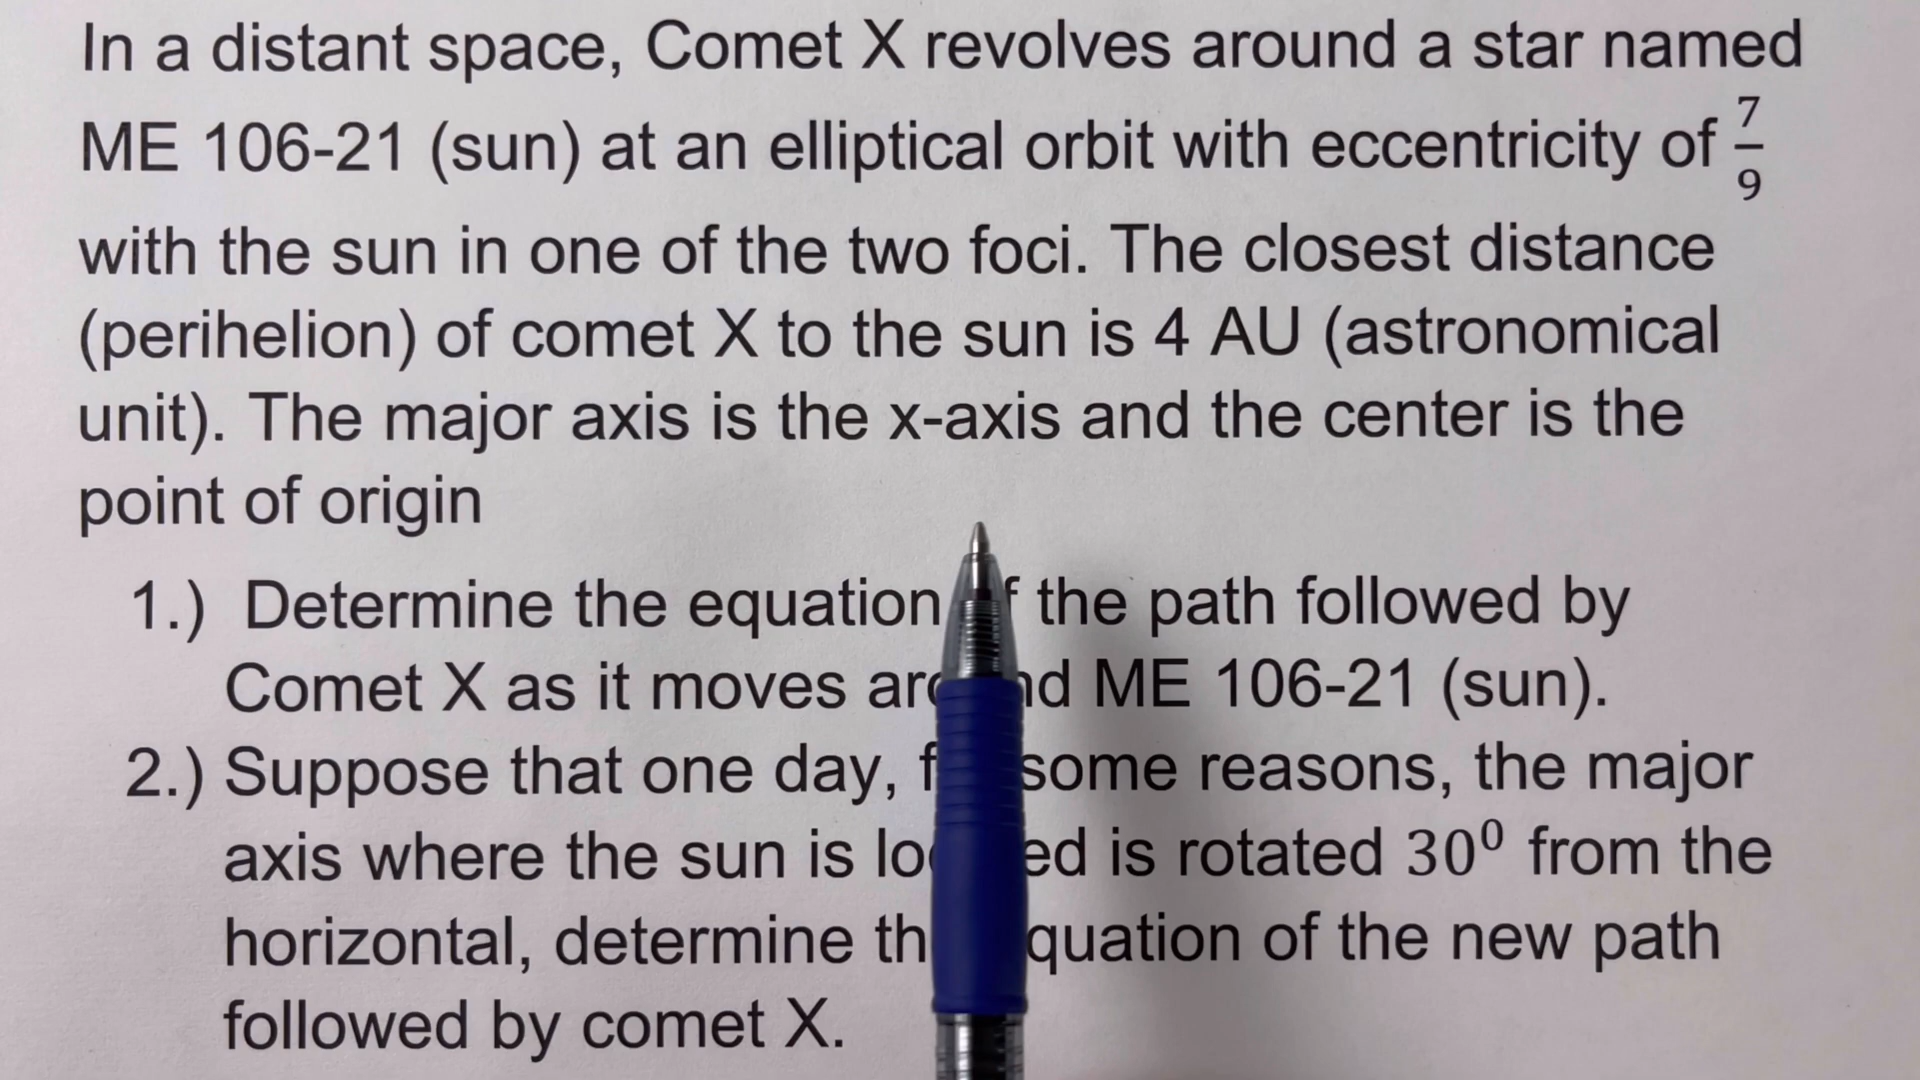 In a distant space, Comet X revolves around a star named
ME 106-21 (sun) at an elliptical orbit with eccentricity of 7/9
with the sun in one of the two foci. The closest distance
(perihelion) of comet X to the sun is 4 AU (astronomical
unit). The major axis is the x-axis and the center is the
point of origin
1.) Determine the equation the path followed by
Comet X as it moves ME 106-21 (sun).
2.) Suppose that one day, some reasons, the major
axis where the sun is is rotated 30⁰ from the
horizontal, determine of the new path
followed by comet X.